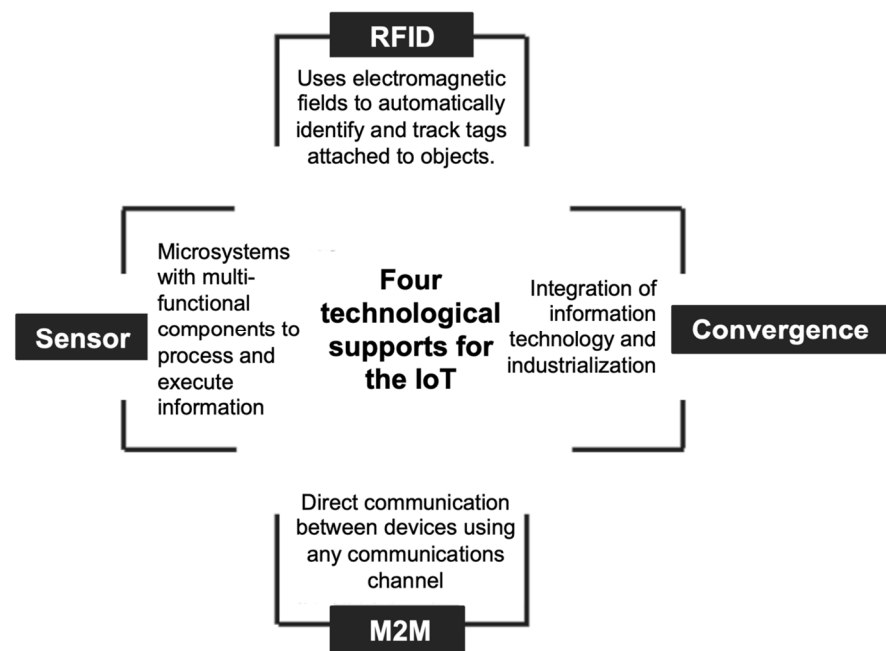 RFID
Uses electromagnetic
fields to automatically
identify and track tags
attached to objects.
Sensor
Microsystems
with multi-
functional
components to
process and
execute
information
Four
technological
supports for
the IoT
Integration of
information
technology and
industrialization
Convergence
Direct communication
between devices using
any communications
channel
M2M